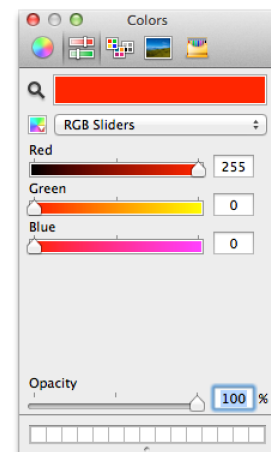 Colors
RGB Sliders
Red
255
Green
0
Blue
0
Opacity
100 %